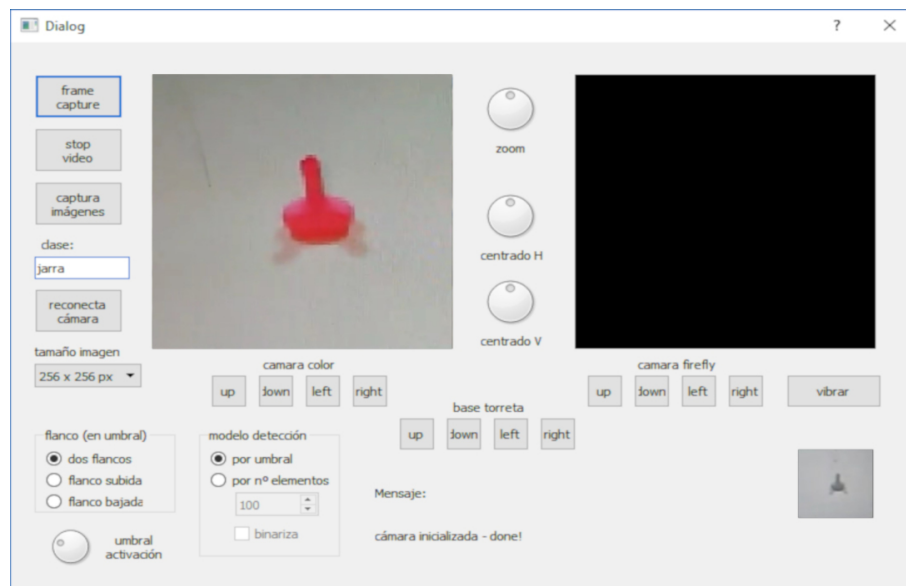 Dialog
?
frame
capture
stop
video
captura
imágenes
clase:
jarra
reconecta
cámara
tamaño imagen
256 x 256 px
zoom
centrado H
centrado V
camara color
up down left right
camara firefly
up down left right
vibrar
base torreta
up down left right
flanco (en umbral)
dos flancos
flanco subida
flanco bajada
umbral
activación
modelo detección
por umbral
por nº elementos
100
binariza
Mensaje:
cámara inicializada - done!